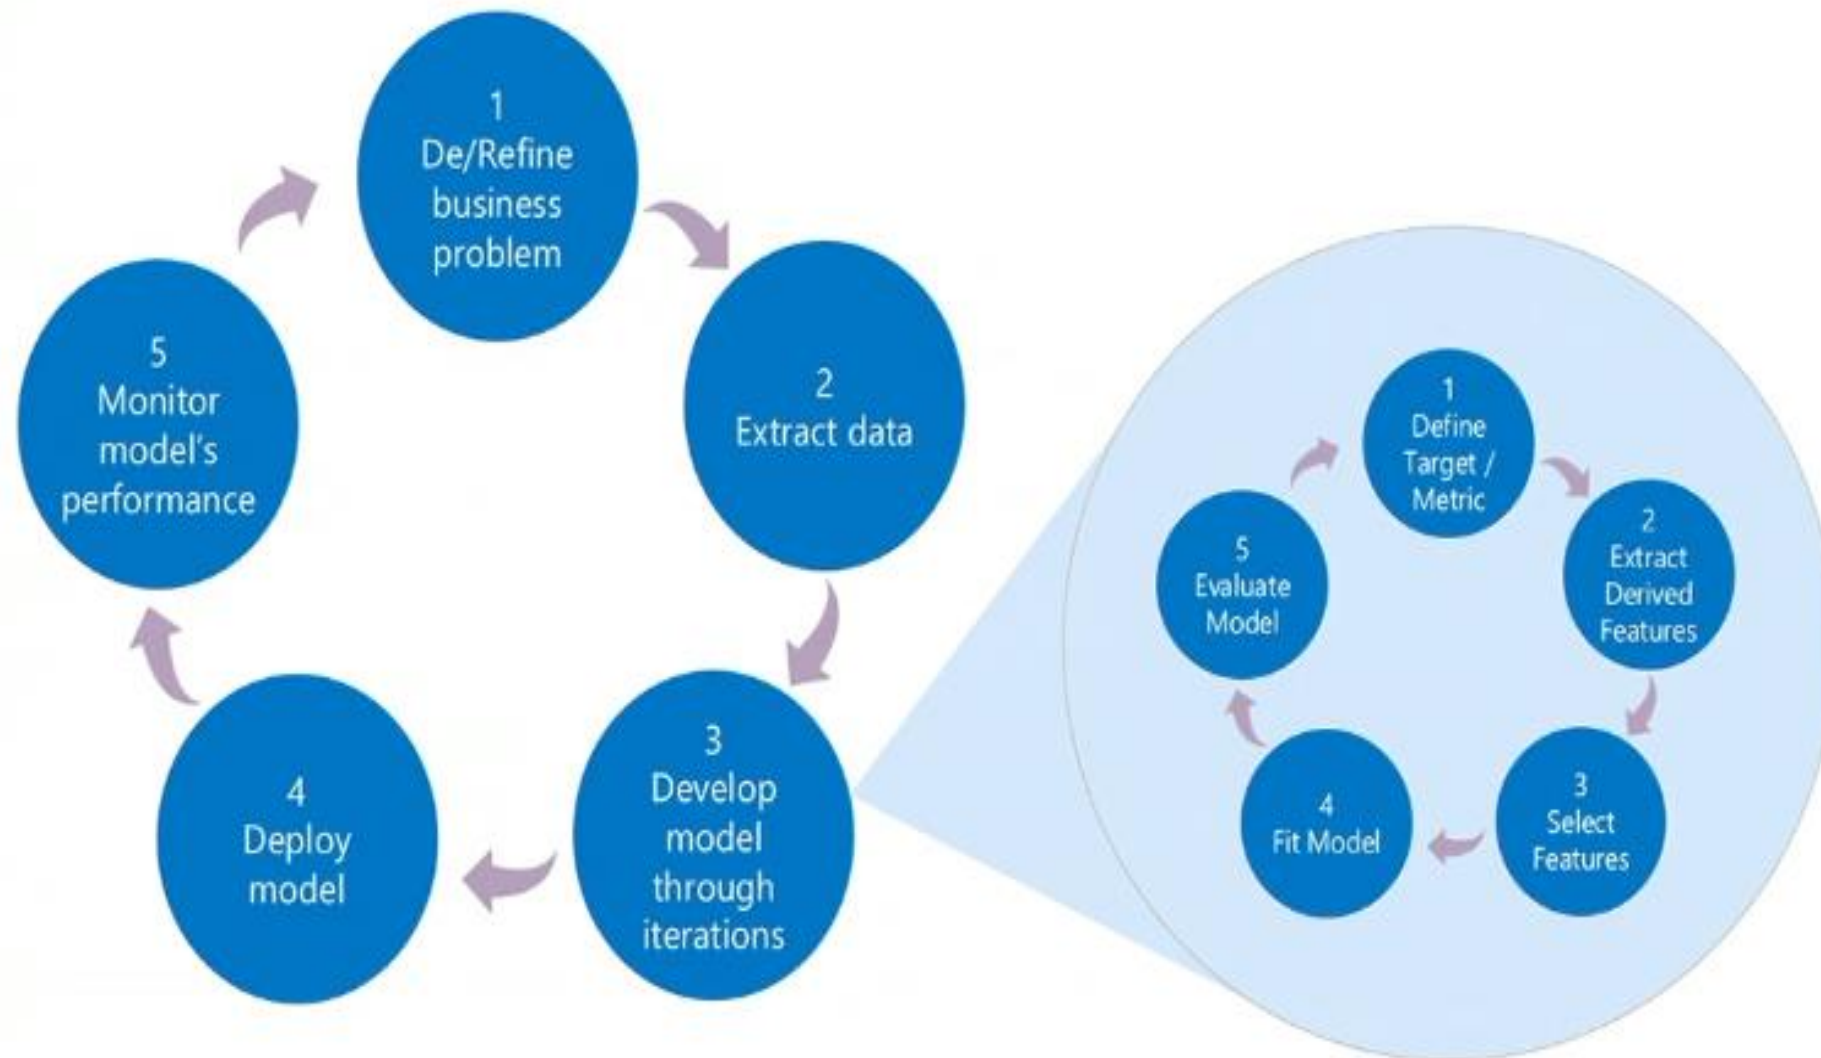 1
De/Refine
business
problem
2
Extract data
3
Develop
model
through
iterations
4
Deploy
model
5
Monitor
model's
performance
1
Define
Target /
Metric
2
Extract
Derived
Features
3
Select
Features
4
Fit Model
5
Evaluate
Model